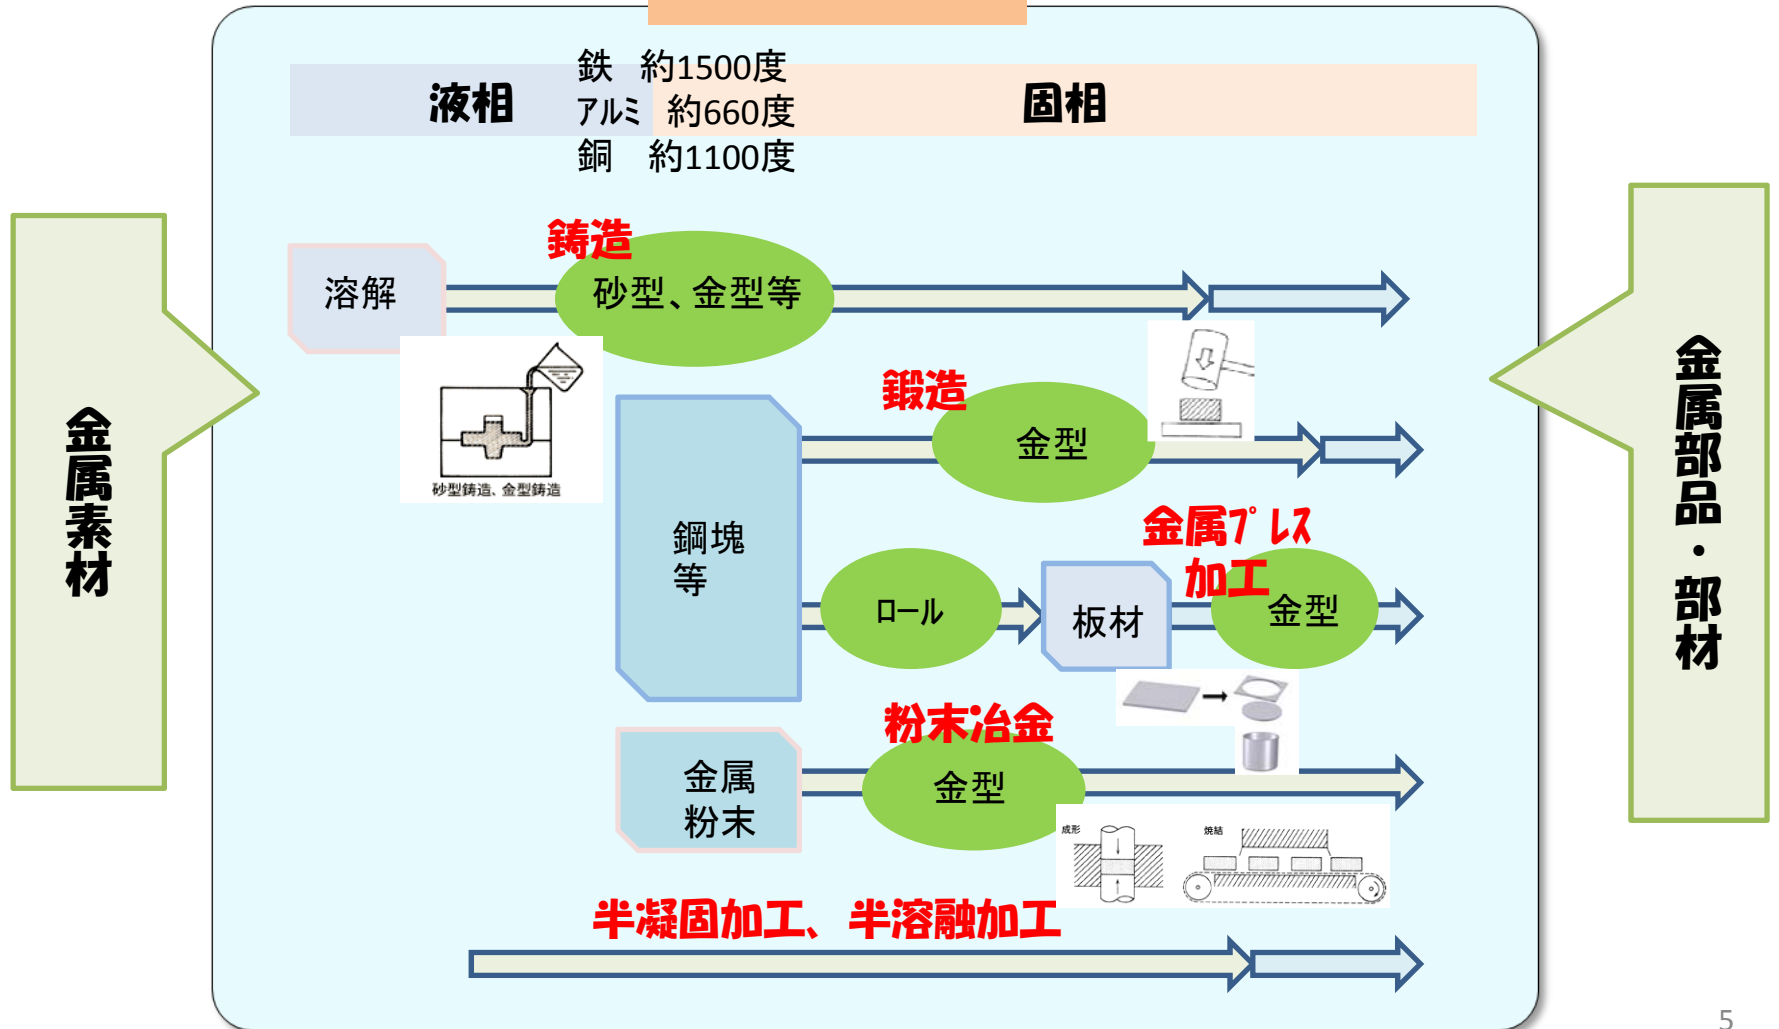 鉄　約1500度
液相
アルミ　約660度
固相
銅　約1100度
金属素材
金属部品・部材
鋳造
溶解
砂型、金型等
砂型鋳造、金型鋳造
鍛造
金型
鋼塊
等
金属プレス
加工
ロール
板材
金型
粉末冶金
金属
粉末
金型
成形
焼結
半凝固加工、半溶融加工
5